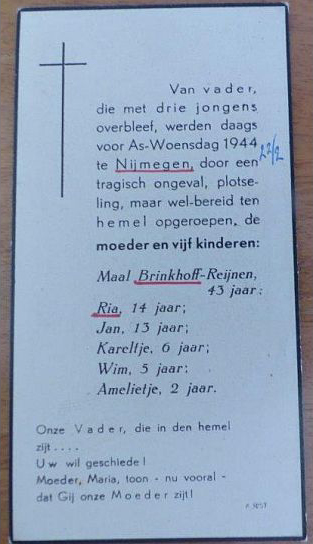 Van vader,
die met drie jongens
overbleef, werden daags
voor As-Woensdag 1944
22/2
te Nijmegen, door een
tragisch ongeval, plotse-
ling, maar wel-bereid ten
hemel opgeroepen, de
moeder en vijf kinderen:
Maal Brinkhoff-Reijnen,
43 jaar;
Ria, 14 jaar;
Jan, 13 jaar;
Kareltje, 6 jaar;
Wim, 5 jaar;
Amelietje, 2 jaar.
Onze Vader, die in den hemel
zijt....
Uw wil geschiede!
Moeder, Maria, toon - nu vooral -
dat Gij onze Moeder zijt!